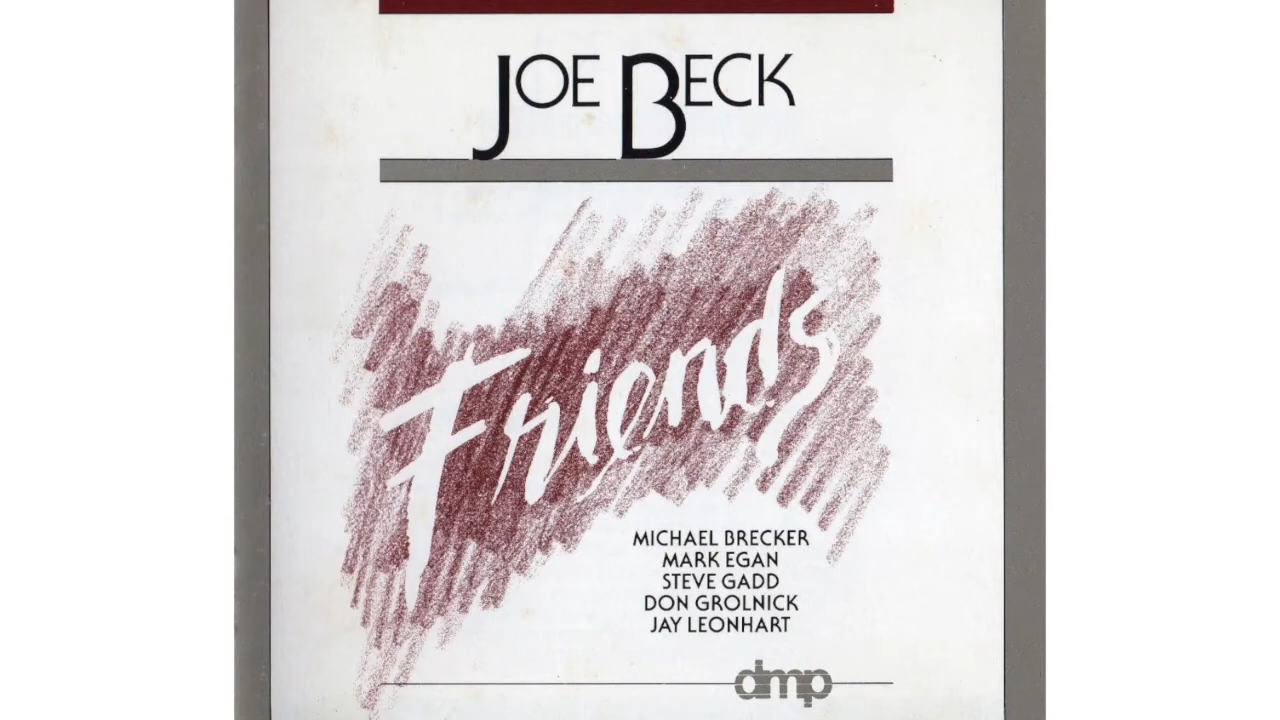 JOE BECK
Friends
MICHAEL BRECKER
MARK EGAN
STEVE GADD
DON GROLNICK
JAY LEONHART
dmp